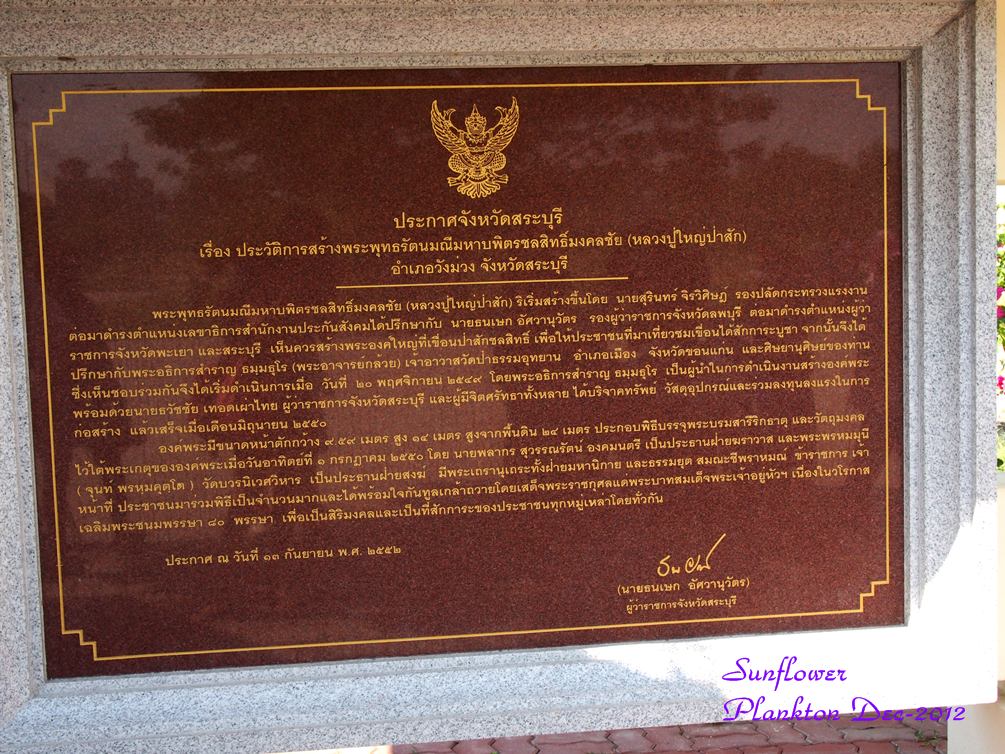 ประกาศจังหวัดสระบุรี
เรื่อง ประวัติการสร้างพระพุทธรัตนมณีมหาบพิตรชลสิทธิ์มงคลชัย (หลวงปู่ใหญ่ป่าสัก)
อำเภอวังม่วง จังหวัดสระบุรี
พระพุทธรัตนมณีมหาบพิตรชลสิทธิ์มงคลชัย (หลวงปู่ใหญ่ป่าสัก) ริเริ่มสร้างขึ้นโดย นายสุรินทร์ จิรวิศิษฎ์ รองปลัดกระทรวงแรงงาน
ต่อมาดำรงตำแหน่งเลขาธิการสำนักงานประกันสังคมได้ปรึกษากับ นายธนเษก อัศวานุวัตร รองผู้ว่าราชการจังหวัดลพบุรี ต่อมาดำรงตำแหน่งผู้ว่า
ราชการจังหวัดพะเยา และสระบุรี เห็นควรสร้างพระองค์ใหญ่ที่เขื่อนป่าสักชลสิทธิ์ เพื่อให้ประชาชนที่มาเที่ยวชมเขื่อนได้สักการะบูชา จากนั้นจึงได้
ปรึกษากับพระอธิการสำราญ ธมฺมธุโร (พระอาจารย์กล้วย) เจ้าอาวาสวัดป่าธรรมอุทยาน อำเภอเมือง จังหวัดขอนแก่น และศิษยานุศิษย์ของท่าน
ซึ่งเห็นชอบร่วมกันจึงได้เริ่มดำเนินการเมื่อ วันที่ ๒๐ พฤศจิกายน ๒๕๔๙ โดยพระอธิการสำราญ ธมฺมธุโร เป็นผู้นำในการดำเนินงานสร้างองค์พระ
พร้อมด้วยนายธวัชชัย เทอดเผ่าไทย ผู้ว่าราชการจังหวัดสระบุรี และผู้มีจิตศรัทธาทั้งหลาย ได้บริจาคทรัพย์ วัสดุอุปกรณ์และรวมลงทุนลงแรงในการ
ก่อสร้าง แล้วเสร็จเมื่อเดือนมิถุนายน ๒๕๕๐
องค์พระมีขนาดหน้าตักกว้าง ๙.๕๙ เมตร สูง ๑๔ เมตร สูงจากพื้นดิน ๒๔ เมตร ประกอบพิธีบรรจุพระบรมสารีริกธาตุ และวัตถุมงคล
ไว้ใต้พระเกตุขององค์พระเมื่อวันอาทิตย์ที่ ๑ กรกฎาคม ๒๕๕๐ โดย นายพลากร สุวรรณรัตน์ องคมนตรี เป็นประธานฝ่ายฆราวาส และพระพรหมมุนี
( จุนท์ พรหฺมคุตฺโต ) วัดบวรนิเวศวิหาร เป็นประธานฝ่ายสงฆ์ มีพระเถรานุเถระทั้งฝ่ายมหานิกาย และธรรมยุต สมณะชีพราหมณ์ ข้าราชการ เจ้า
หน้าที่ ประชาชนมาร่วมพิธีเป็นจำนวนมากและได้พร้อมใจกันทูลเกล้าถวายโดยเสด็จพระราชกุศลแด่พระบาทสมเด็จพระเจ้าอยู่หัวฯ เนื่องในวโรกาส
เฉลิมพระชนมพรรษา ๘๐ พรรษา เพื่อเป็นสิริมงคลและเป็นที่สักการะของประชาชนทุกหมู่เหล่าโดยทั่วกัน
ประกาศ ณ วันที่ ๑๓ กันยายน พ.ศ. ๒๕๕๒
(นายธนเษก อัศวานุวัตร)
ผู้ว่าราชการจังหวัดสระบุรี
Sunflower
Plankton Dec-2012